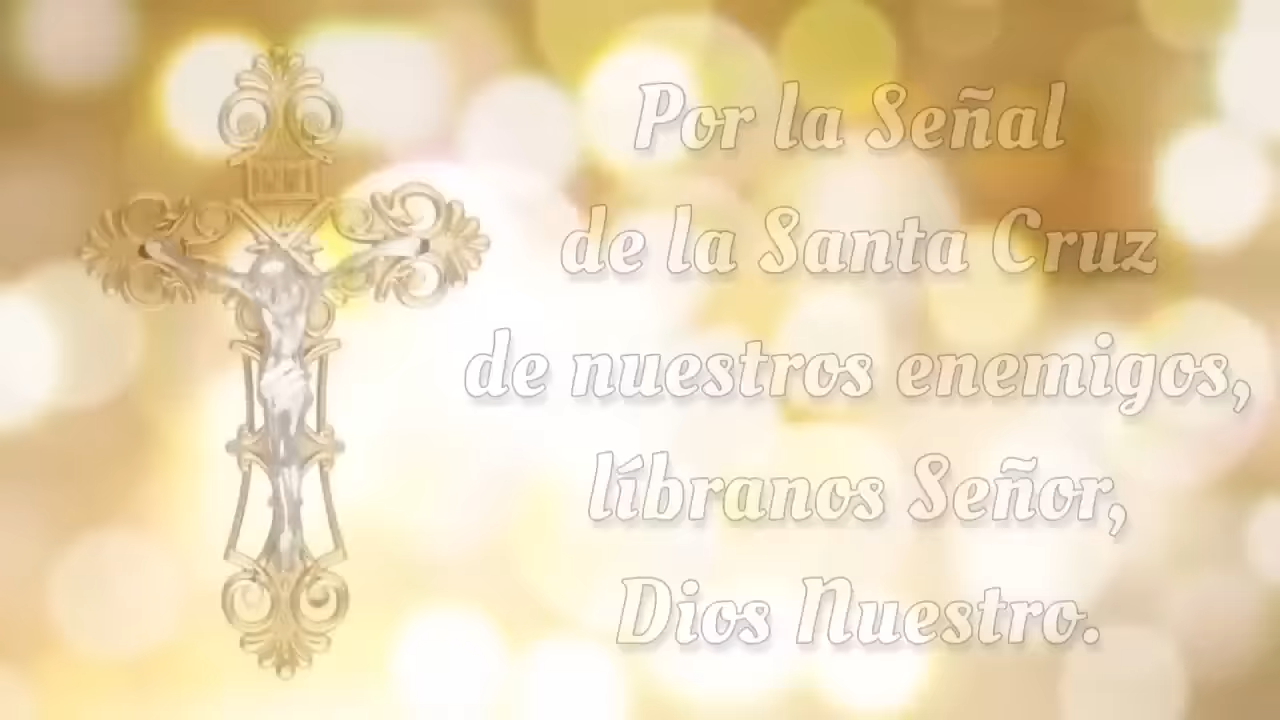 Por la Señal
de la Santa Cruz
de nuestros enemigos,
líbranos Señor,
Dios Nuestro.